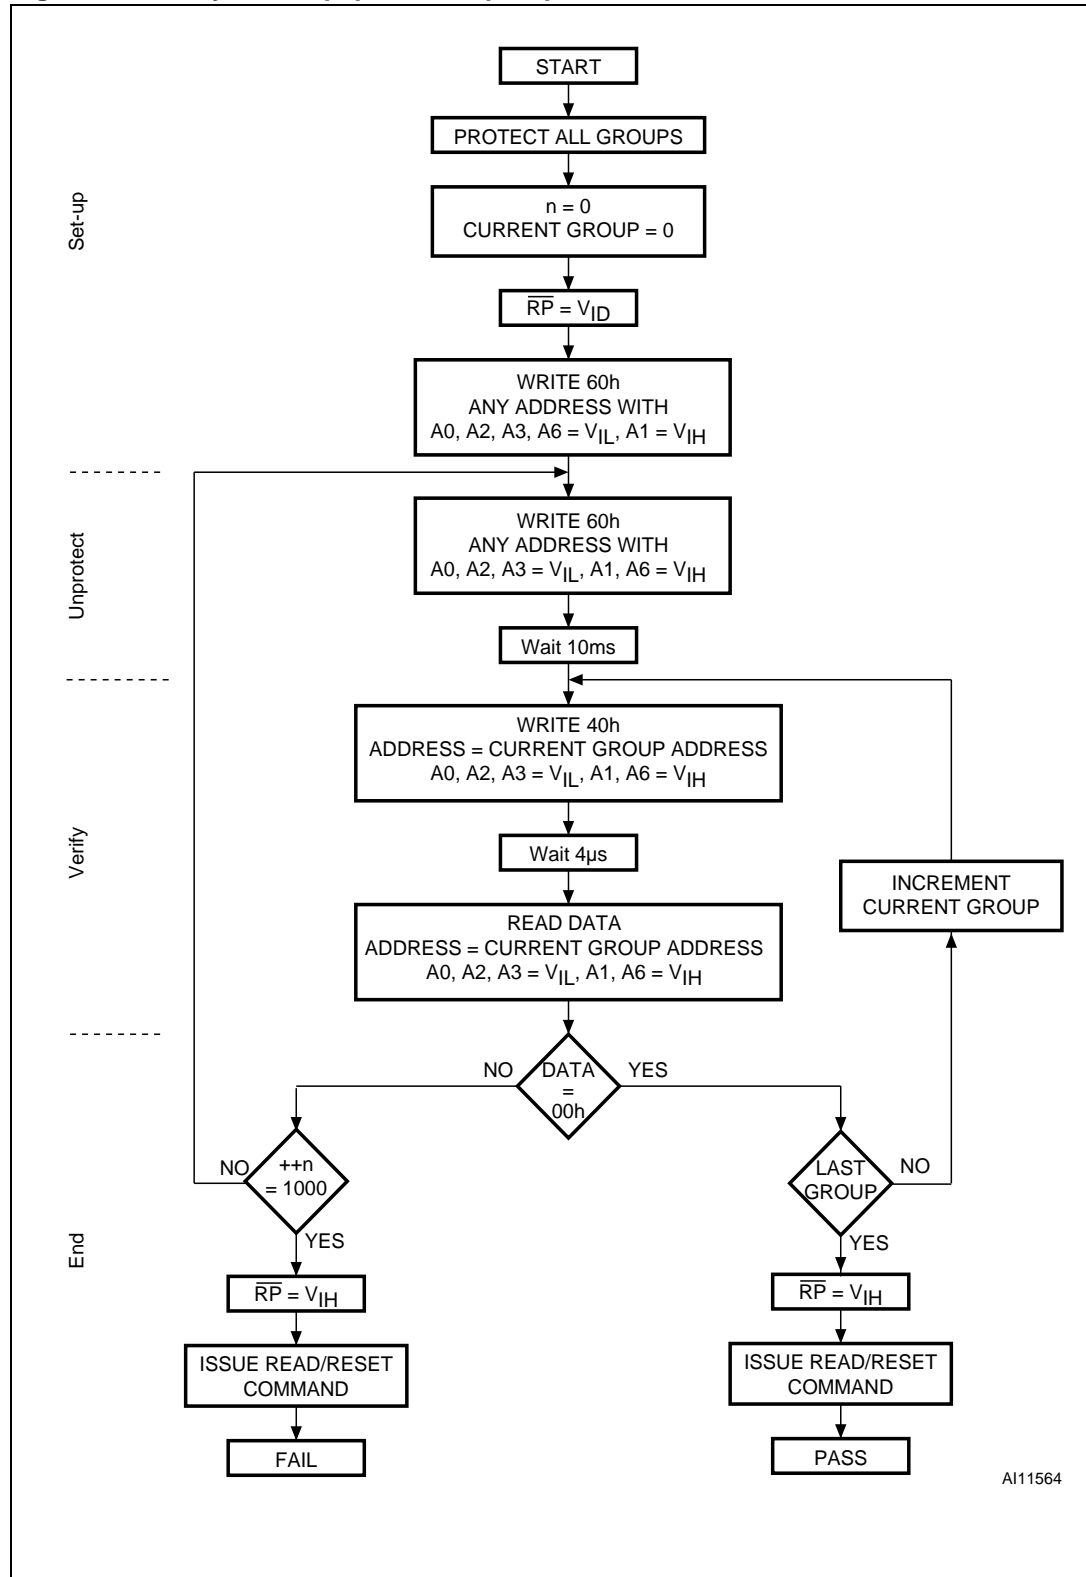 START
PROTECT ALL GROUPS
Set-up
n = 0
CURRENT GROUP = 0
RP = VID
WRITE 60h
ANY ADDRESS WITH
A0, A2, A3, A6 = VIL, A1 = VIH
Unprotect
WRITE 60h
ANY ADDRESS WITH
A0, A2, A3 = VIL, A1, A6 = VIH
Wait 10ms
Verify
WRITE 40h
ADDRESS = CURRENT GROUP ADDRESS
A0, A2, A3 = VIL, A1, A6 = VIH
Wait 4µs
INCREMENT
CURRENT GROUP
READ DATA
ADDRESS = CURRENT GROUP ADDRESS
A0, A2, A3 = VIL, A1, A6 = VIH
End
NO
DATA
=
00h
YES
NO
++n
= 1000
YES
LAST
GROUP
NO
YES
RP = VIH
RP = VIH
ISSUE READ/RESET
COMMAND
ISSUE READ/RESET
COMMAND
FAIL
PASS
AI11564